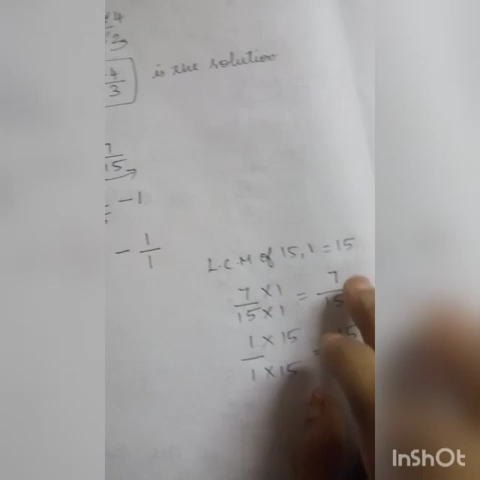 4
3
4/3 is the solution
7/15
- 1
- 1/1
L.C.M of 15, 1 = 15
7 × 1 / 15 × 1 = 7/15
1 × 15 / 1 × 15 = 15
InShOt